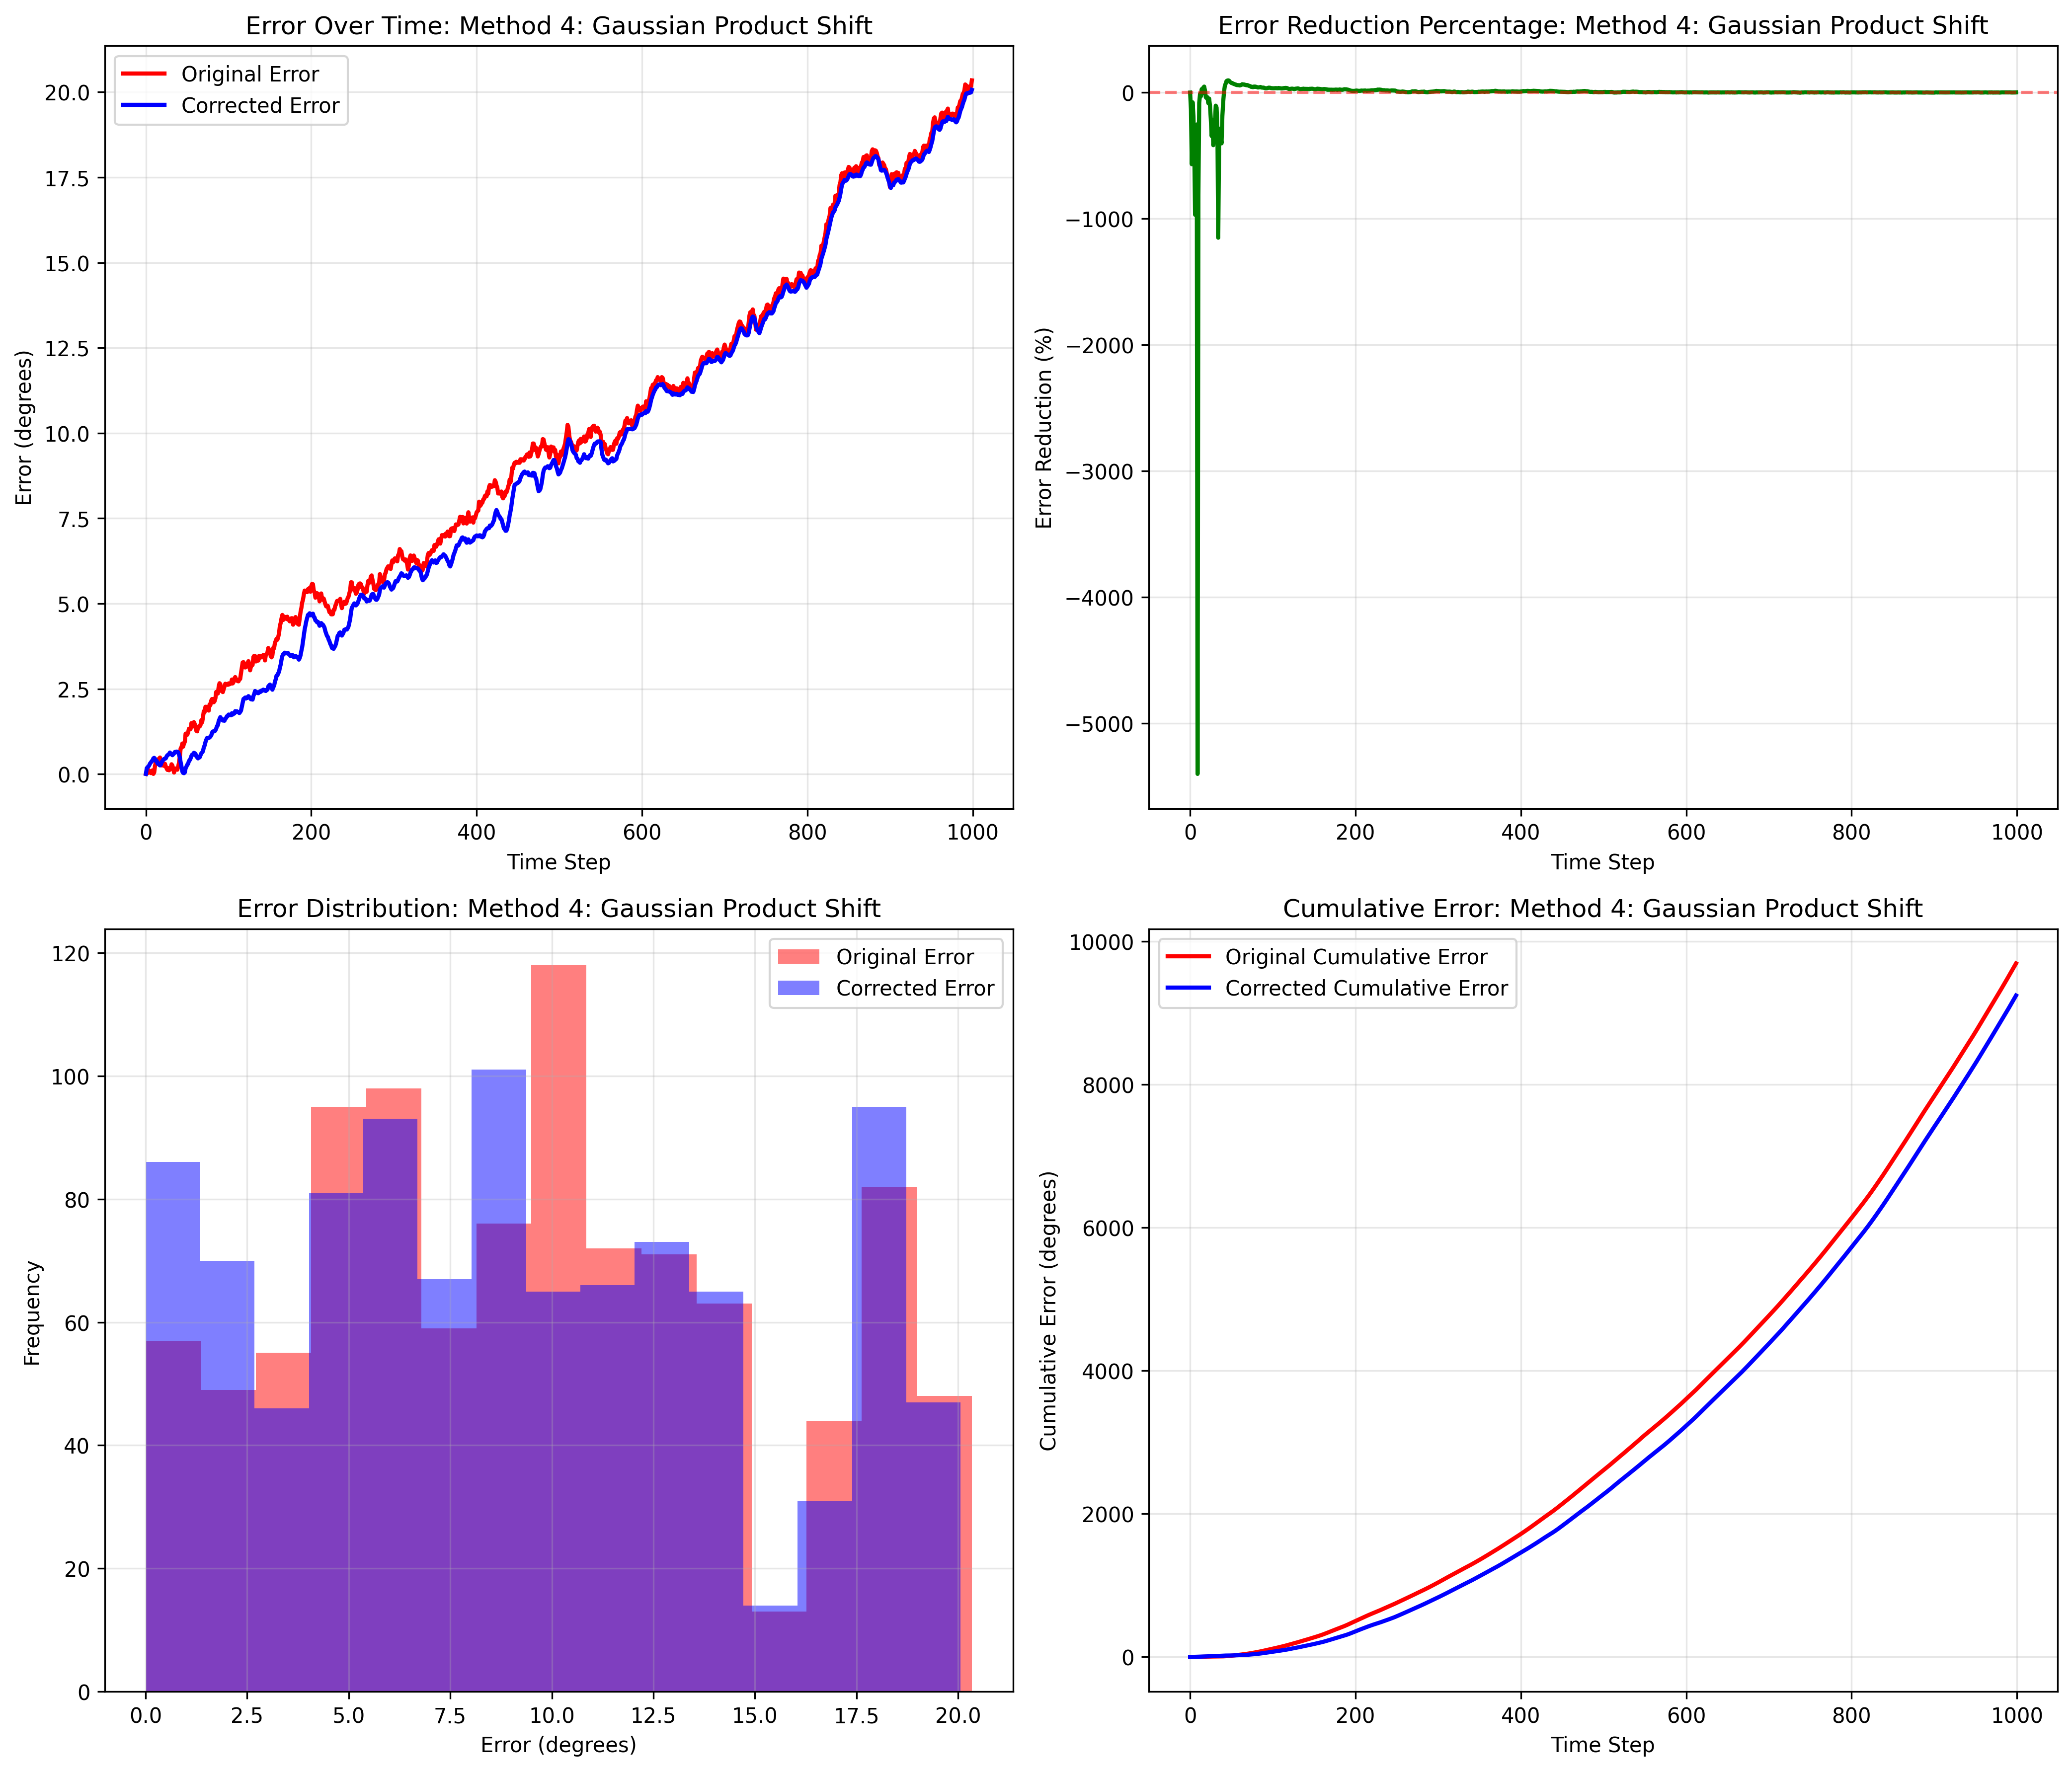 Error Over Time: Method 4: Gaussian Product Shift
Original Error
Corrected Error
Error (degrees)
20.0
17.5
15.0
12.5
10.0
7.5
5.0
2.5
0.0
0 200 400 600 800 1000
Time Step
Error Reduction Percentage: Method 4: Gaussian Product Shift
Error Reduction (%)
0
−1000
−2000
−3000
−4000
−5000
0 200 400 600 800 1000
Time Step
Error Distribution: Method 4: Gaussian Product Shift
Original Error
Corrected Error
Frequency
120
100
80
60
40
20
0
0.0 2.5 5.0 7.5 10.0 12.5 15.0 17.5 20.0
Error (degrees)
Cumulative Error: Method 4: Gaussian Product Shift
Original Cumulative Error
Corrected Cumulative Error
Cumulative Error (degrees)
10000
8000
6000
4000
2000
0
0 200 400 600 800 1000
Time Step